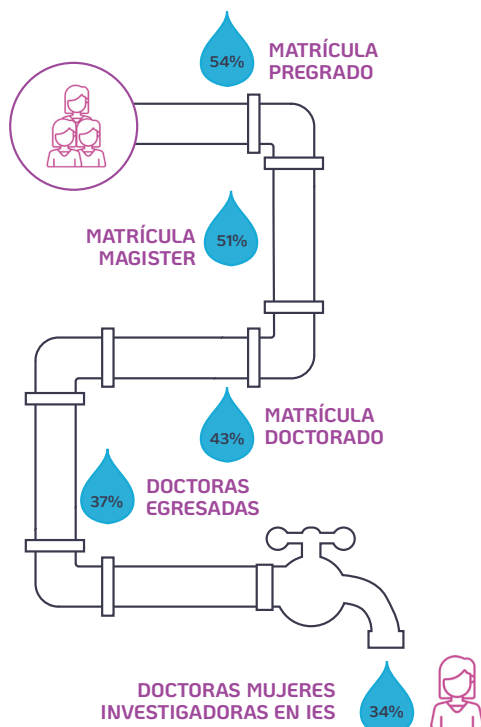 54%
MATRÍCULA
PREGRADO
MATRÍCULA
MAGISTER
51%
43%
MATRÍCULA
DOCTORADO
37%
DOCTORAS
EGRESADAS
DOCTORAS MUJERES
INVESTIGADORAS EN IES
34%